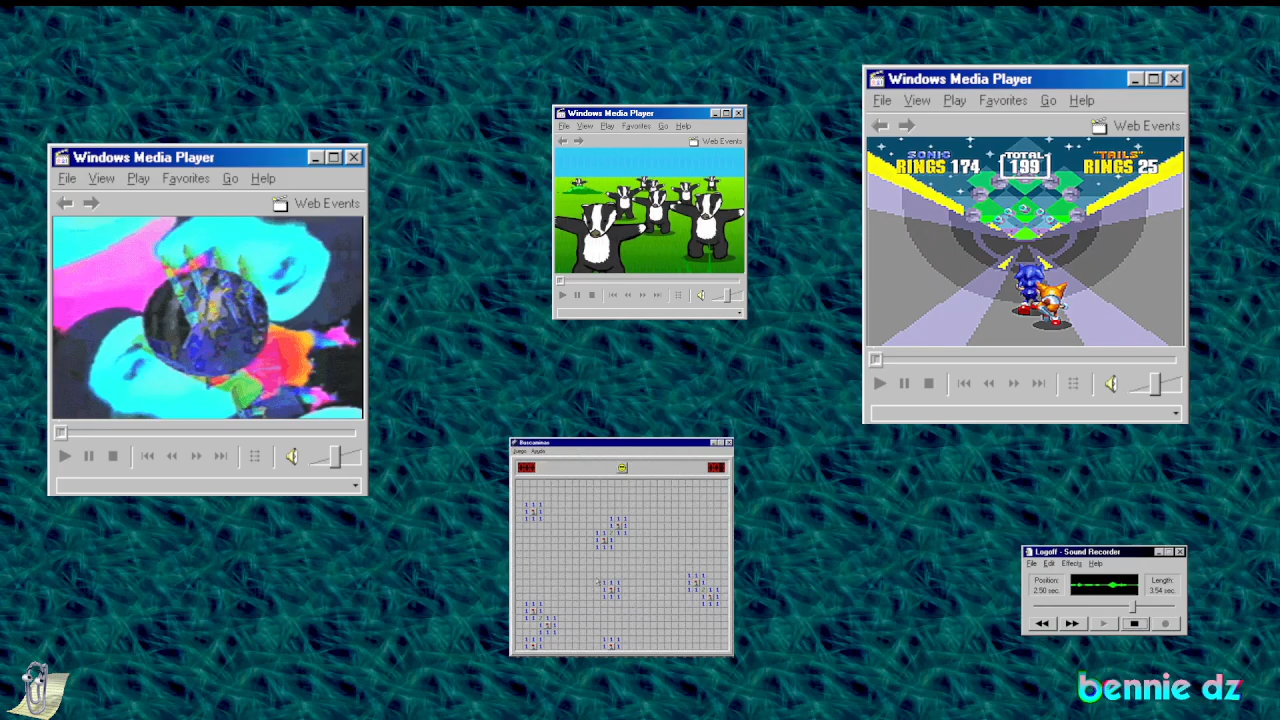 Windows Media Player
File View Play Favorites Go Help
Web Events
Windows Media Player
File View Play Favorites Go Help
Web Events
Windows Media Player
File View Play Favorites Go Help
Web Events
SONIC TOTAL "TAILS"
RINGS 174 199 RINGS 25
Buscaminas
Juego Ayuda
Logoff - Sound Recorder
File Edit Effects Help
Position: Length:
2.50 sec. 3.54 sec.
bennie dz